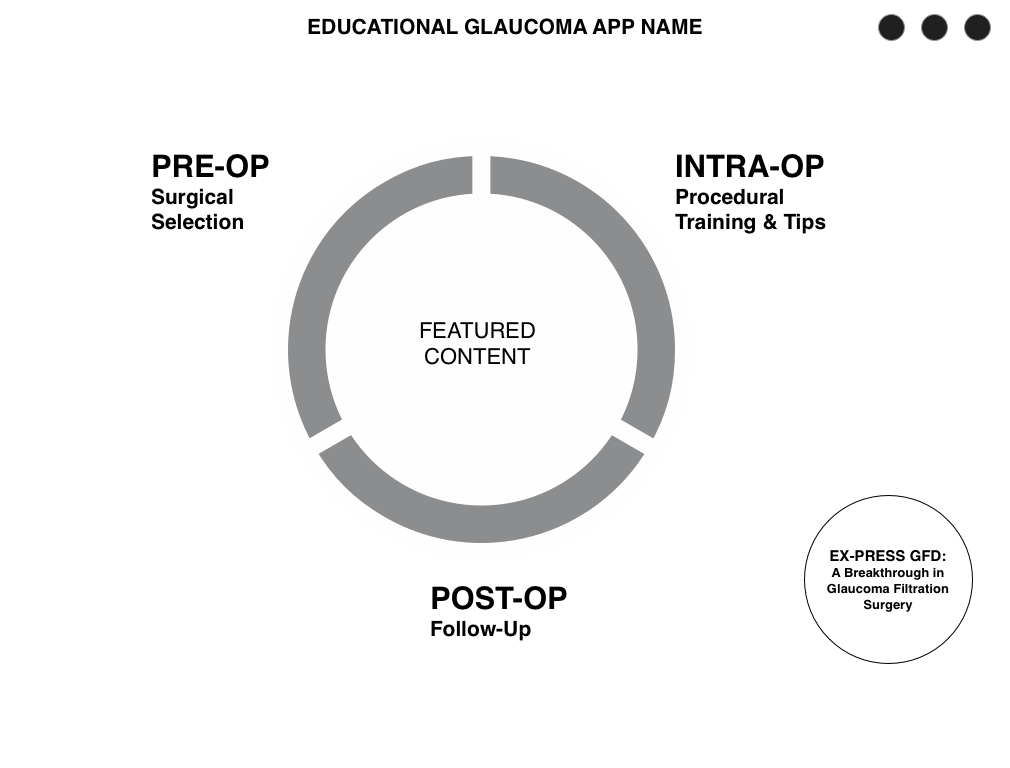 EDUCATIONAL GLAUCOMA APP NAME
PRE-OP
Surgical
Selection
INTRA-OP
Procedural
Training & Tips
FEATURED
CONTENT
POST-OP
Follow-Up
EX-PRESS GFD:
A Breakthrough in
Glaucoma Filtration
Surgery